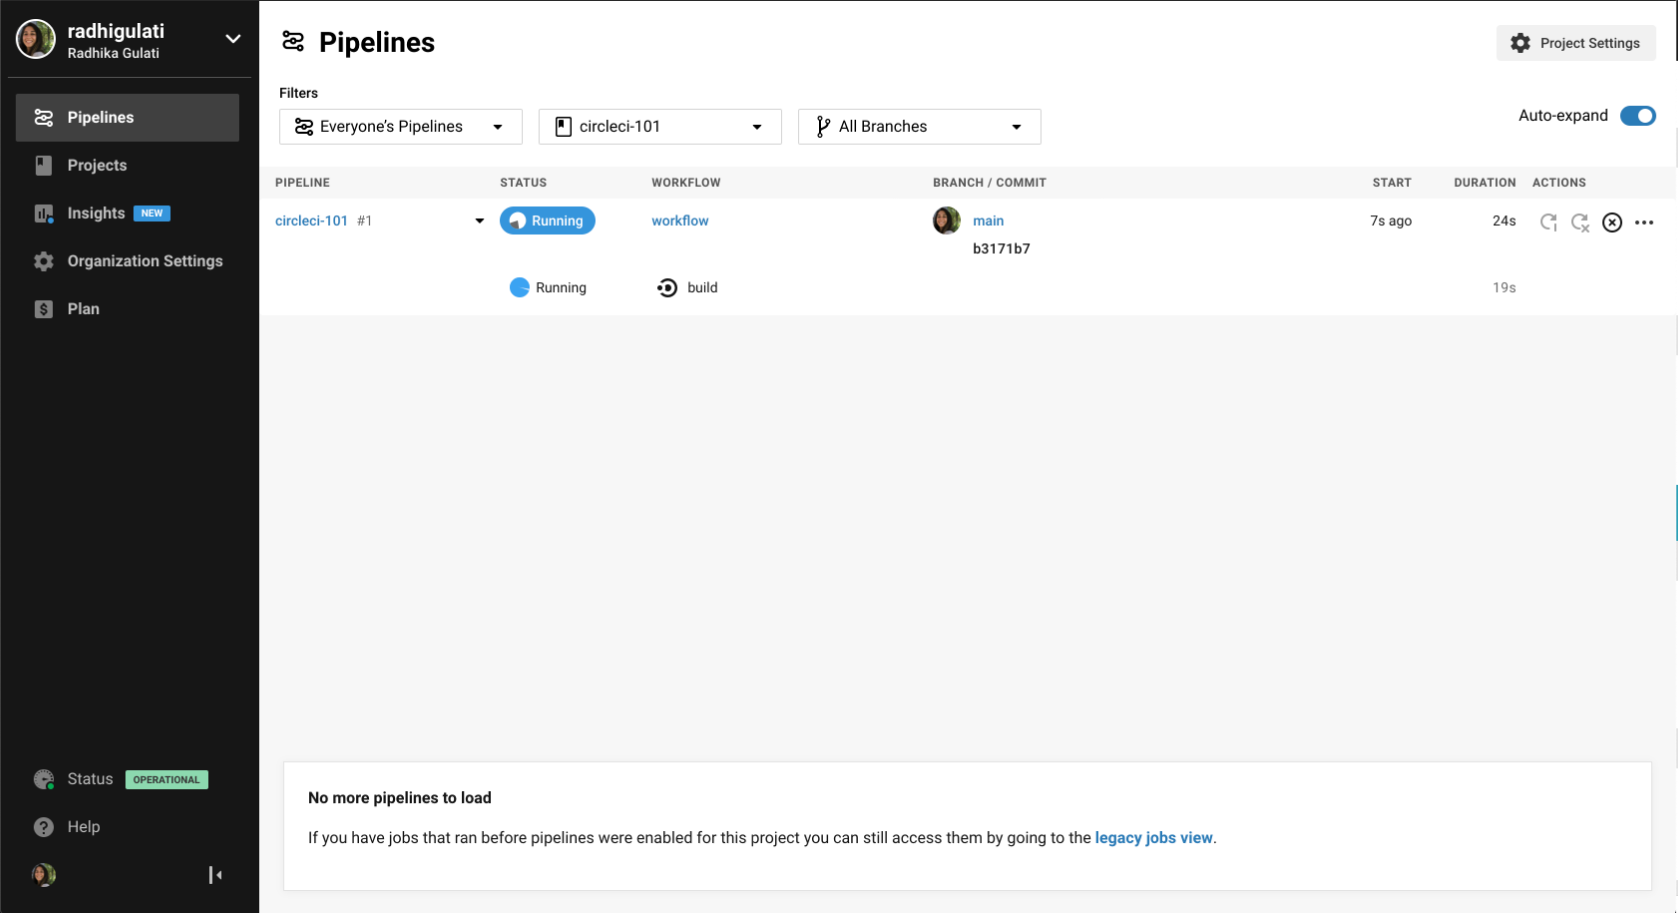 radhigulati
Radhika Gulati
Pipelines
Projects
Insights NEW
Organization Settings
Plan
Status OPERATIONAL
Help
Pipelines
Project Settings
Filters
Everyone’s Pipelines
circleci-101
All Branches
Auto-expand
PIPELINE STATUS WORKFLOW BRANCH / COMMIT START DURATION ACTIONS
circleci-101 #1 Running workflow main 7s ago 24s
b3171b7
Running build 19s
No more pipelines to load
If you have jobs that ran before pipelines were enabled for this project you can still access them by going to the legacy jobs view.